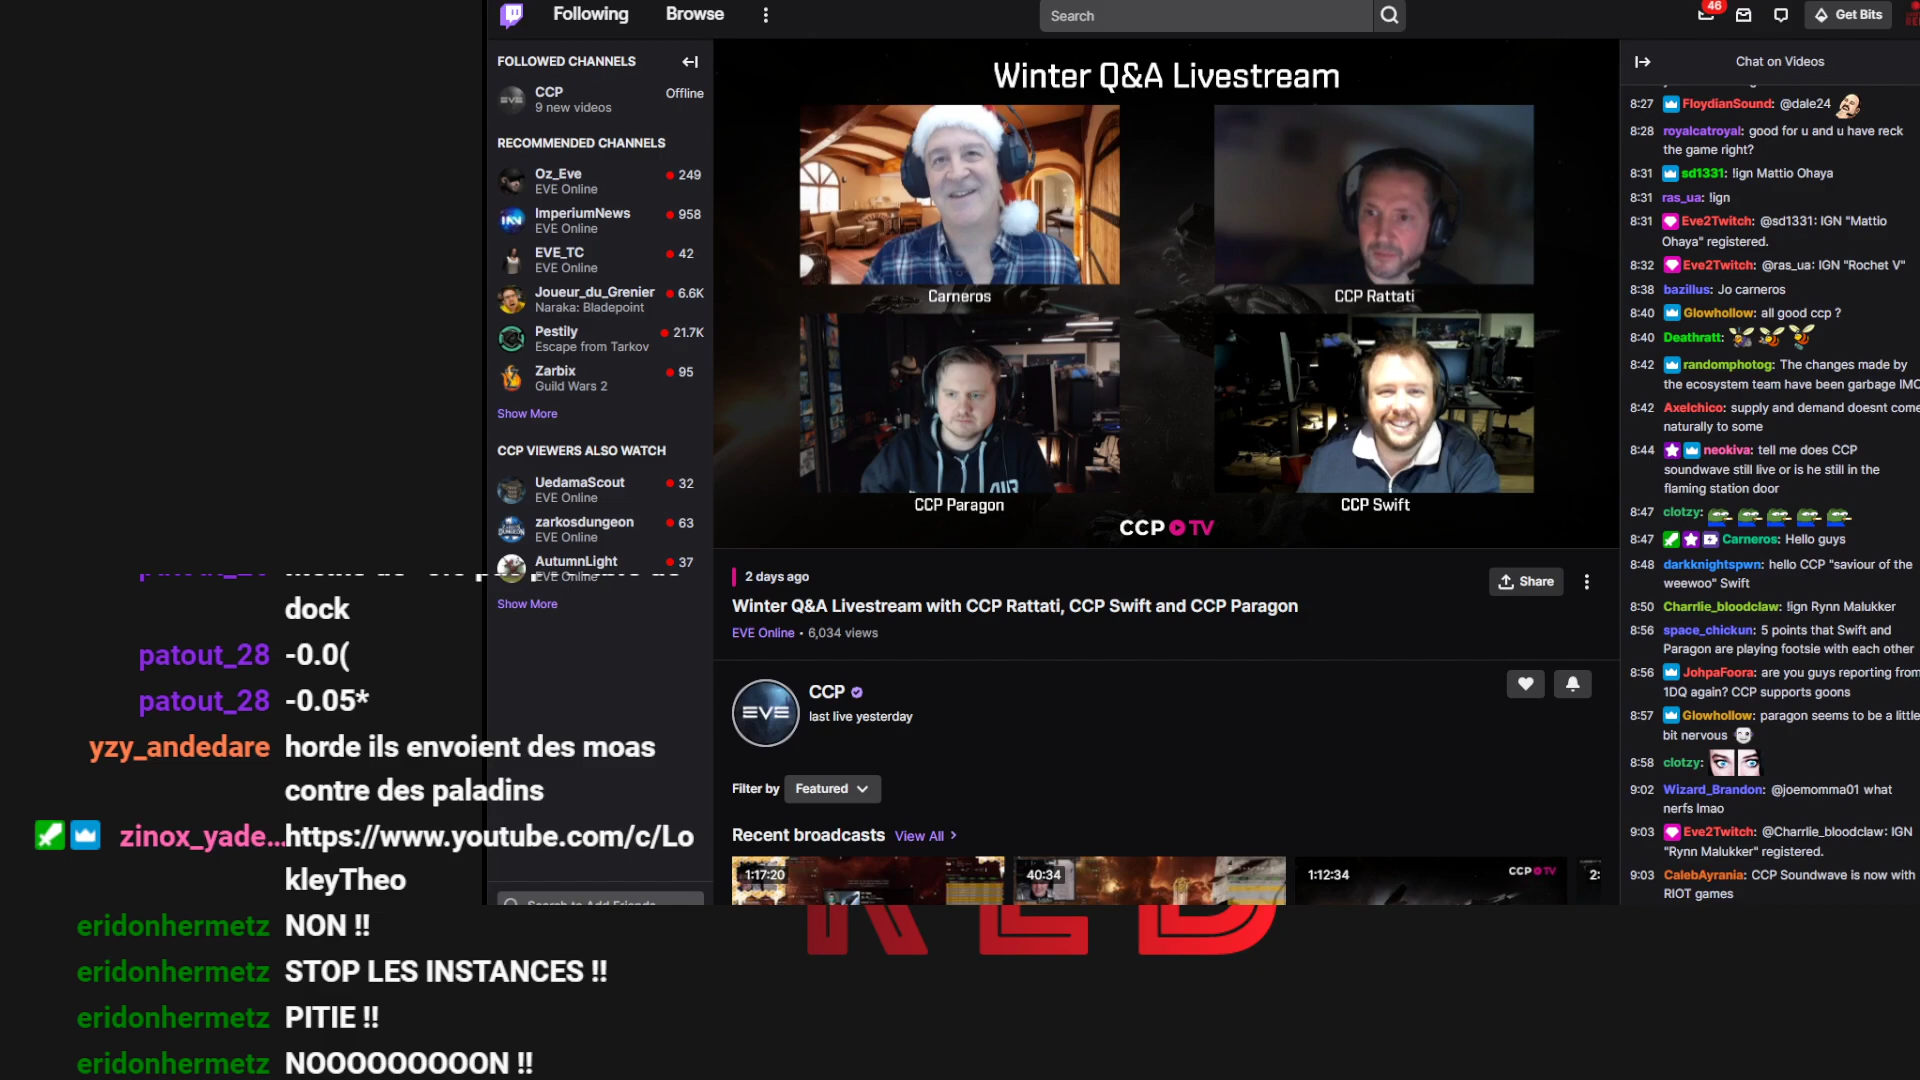 Following
Browse
Search
46
Get Bits
FOLLOWED CHANNELS
EVE
CCP
Offline
9 new videos
RECOMMENDED CHANNELS
Oz_Eve
249
EVE Online
ImperiumNews
958
EVE Online
EVE_TC
42
EVE Online
Joueur_du_Grenier
6.6K
Naraka: Bladepoint
Pestily
21.7K
Escape from Tarkov
Zarbix
95
Guild Wars 2
Show More
CCP VIEWERS ALSO WATCH
UedamaScout
32
EVE Online
zarkosdungeon
63
EVE Online
AutumnLight
37
EVE Online
Show More
Winter Q&A Livestream
Carneros
CCP Rattati
CCP Paragon
CCP Swift
CCP TV
2 days ago
Share
Winter Q&A Livestream with CCP Rattati, CCP Swift and CCP Paragon
EVE Online • 6,034 views
EVE
CCP
last live yesterday
Filter by
Featured
Recent broadcasts View All
1:17:20
40:34
1:12:34
CCP TV
2:
Chat on Videos
8:27 FloydianSound: @dale24
8:28 royalcatroyal: good for u and u have reck
the game right?
8:31 sd1331: !ign Mattio Ohaya
8:31 ras_ua: !ign
8:31 Eve2Twitch: @sd1331: IGN "Mattio
Ohaya" registered.
8:32 Eve2Twitch: @ras_ua: IGN "Rochet V"
8:38 bazillus: Jo carneros
8:40 Glowhollow: all good ccp ?
8:40 Deathratt:
8:42 randomphotog: The changes made by
the ecosystem team have been garbage IMO
8:42 Axelchico: supply and demand doesnt come
naturally to some
8:44 neokiva: tell me does CCP
soundwave still live or is he still in the
flaming station door
8:47 clotzy:
8:47 Carneros: Hello guys
8:48 darkknightspwn: hello CCP "saviour of the
weewoo" Swift
8:50 Charrlie_bloodclaw: !ign Rynn Malukker
8:56 space_chickun: 5 points that Swift and
Paragon are playing footsie with each other
8:56 JohpaFoora: are you guys reporting from
1DQ again? CCP supports goons
8:57 Glowhollow: paragon seems to be a little
bit nervous
8:58 clotzy:
9:02 Wizard_Brandon: @joemomma01 what
nerfs lmao
9:03 Eve2Twitch: @Charrlie_bloodclaw: IGN
"Rynn Malukker" registered.
9:03 CalebAyrania: CCP Soundwave is now with
RIOT games
dock
patout_28 -0.0(
patout_28 -0.05*
yzy_andedare horde ils envoient des moas
contre des paladins
zinox_yade... https://www.youtube.com/c/Lo
kleyTheo
eridonhermetz NON !!
eridonhermetz STOP LES INSTANCES !!
eridonhermetz PITIE !!
eridonhermetz NOOOOOOOOON !!
RED